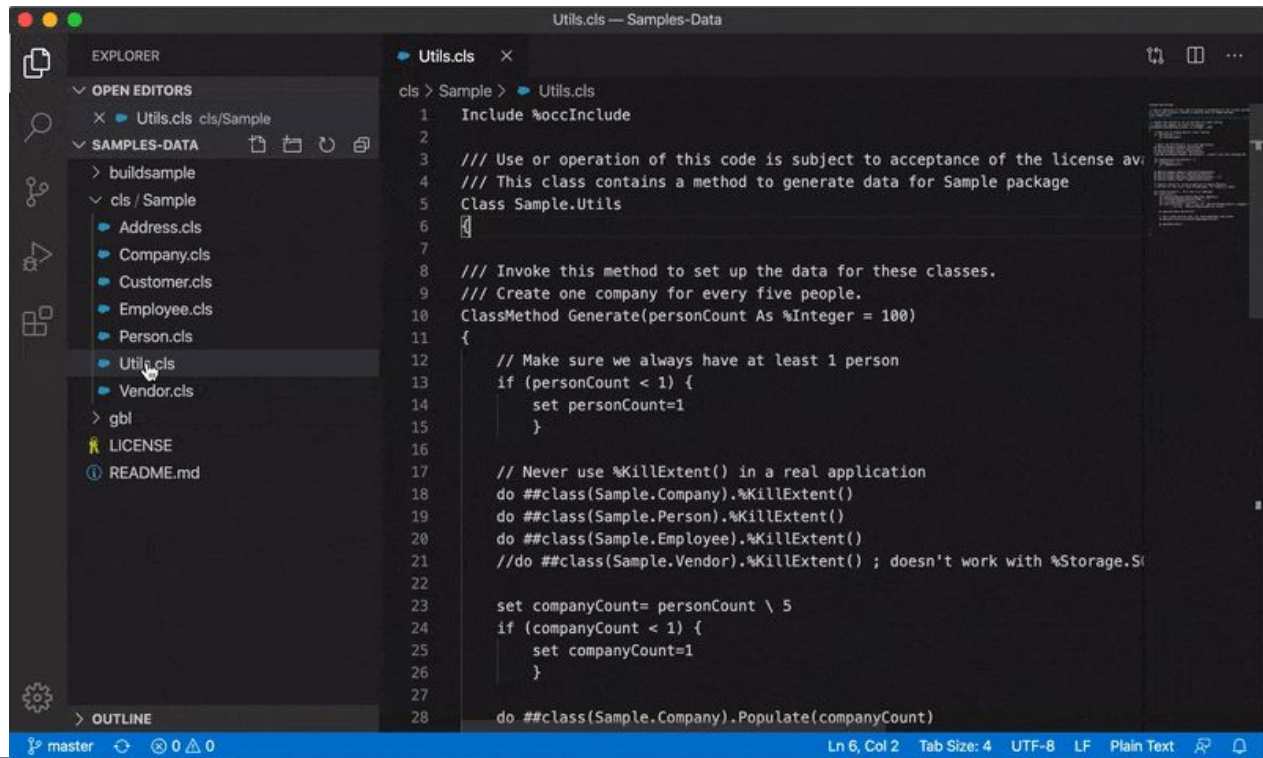 Utils.cls — Samples-Data
EXPLORER
OPEN EDITORS
Utils.cls cls/Sample
SAMPLES-DATA
buildsample
cls / Sample
Address.cls
Company.cls
Customer.cls
Employee.cls
Person.cls
Utils.cls
Vendor.cls
gbl
LICENSE
README.md
OUTLINE
Utils.cls
cls > Sample > Utils.cls
1 Include %occInclude
2
3 /// Use or operation of this code is subject to acceptance of the license
4 /// This class contains a method to generate data for Sample package
5 Class Sample.Utils
6 {
7
8 /// Invoke this method to set up the data for these classes.
9 /// Create one company for every five people.
10 ClassMethod Generate(personCount As %Integer = 100)
11 {
12 // Make sure we always have at least 1 person
13 if (personCount < 1) {
14 set personCount=1
15 }
16
17 // Never use %KillExtent() in a real application
18 do ##class(Sample.Company).%KillExtent()
19 do ##class(Sample.Person).%KillExtent()
20 do ##class(Sample.Employee).%KillExtent()
21 //do ##class(Sample.Vendor).%KillExtent() ; doesn't work with %Storage.S
22
23 set companyCount= personCount \ 5
24 if (companyCount < 1) {
25 set companyCount=1
26 }
27
28 do ##class(Sample.Company).Populate(companyCount)
master 0 0
Ln 6, Col 2 Tab Size: 4 UTF-8 LF Plain Text